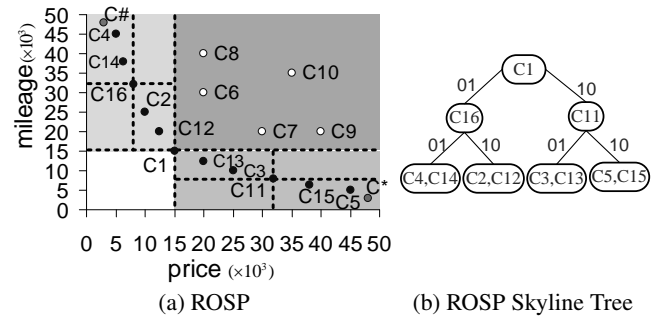 mileage(×10³)
50
45
40
35
30
25
20
15
10
5
0
C#
C4
C14
C16
C2
C12
C1
C8
C6
C10
C7
C9
C13
C3
C11
C15
C5
C*
0 5 10 15 20 25 30 35 40 45 50
price (×10³)
(a) ROSP
C1
01 10
C16 C11
01 10 01 10
C4,C14 C2,C12 C3,C13 C5,C15
(b) ROSP Skyline Tree